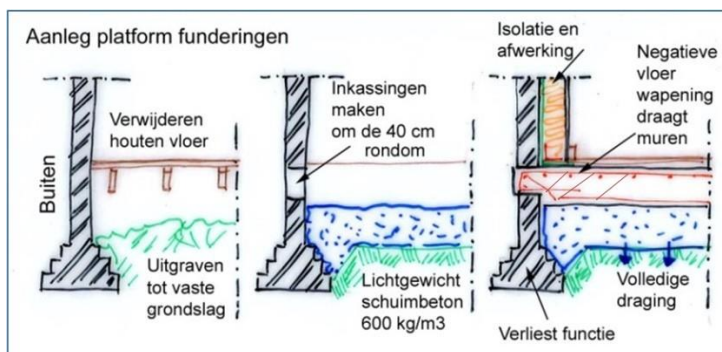 Aanleg platform funderingen
Buiten
Verwijderen
houten vloer
Uitgraven
tot vaste
grondslag
Inkassingen
maken
om de 40 cm
rondom
Lichtgewicht
schuimbeton
600 kg/m3
Isolatie en
afwerking
Negatieve
vloer
wapening
draagt
muren
Volledige
draging
Verliest functie